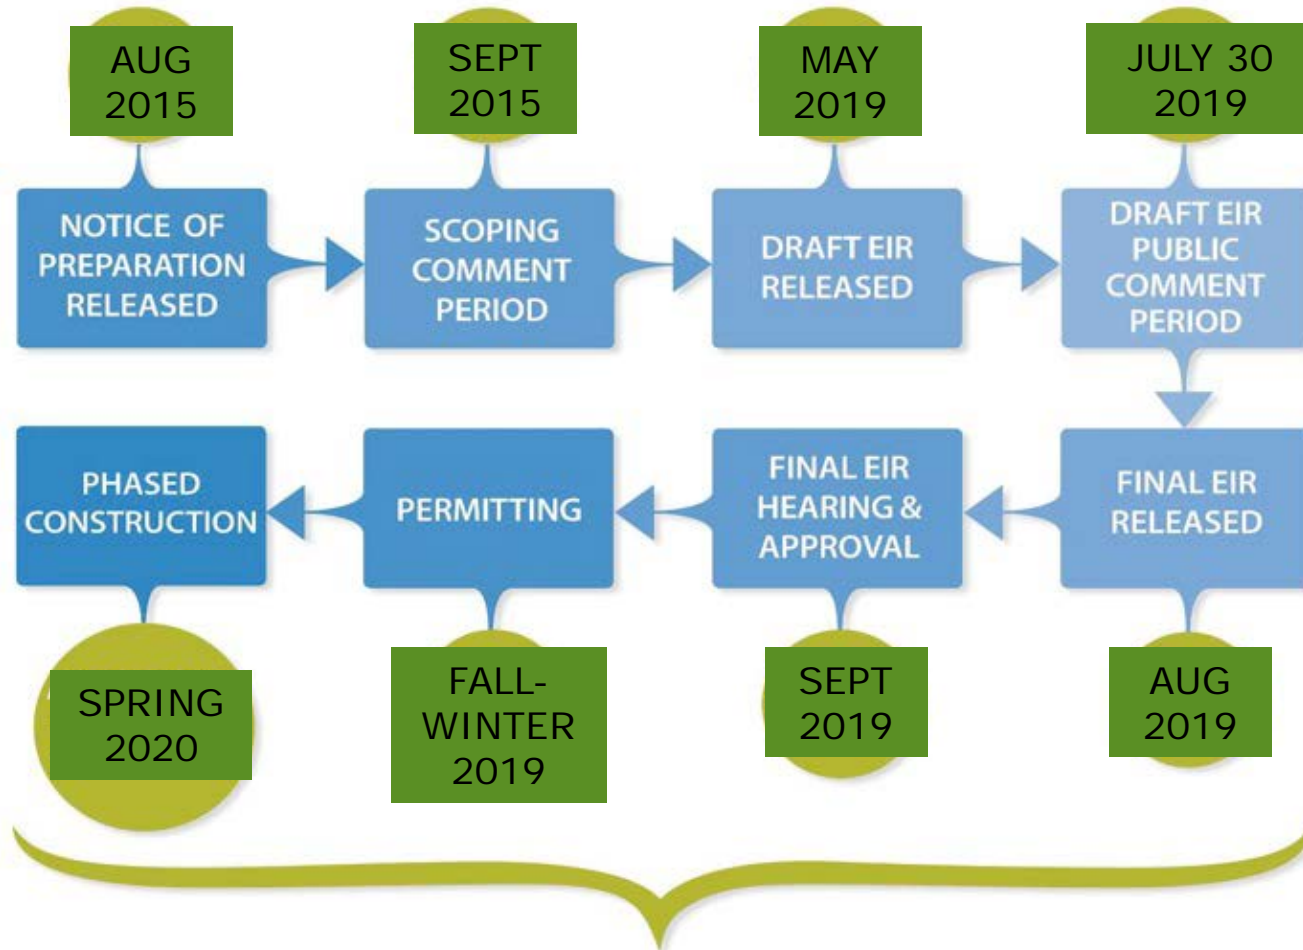 AUG
2015
SEPT
2015
MAY
2019
JULY 30
2019
NOTICE OF
PREPARATION
RELEASED
SCOPING
COMMENT
PERIOD
DRAFT EIR
RELEASED
DRAFT EIR
PUBLIC
COMMENT
PERIOD
PHASED
CONSTRUCTION
PERMITTING
FINAL EIR
HEARING &
APPROVAL
FINAL EIR
RELEASED
SPRING
2020
FALL-
WINTER
2019
SEPT
2019
AUG
2019